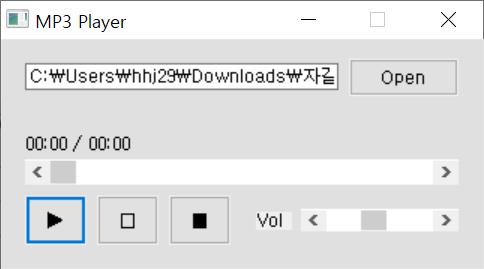 MP3 Player
C:₩Users₩hhj29₩Downloads₩자
Open
00:00 / 00:00
Vol